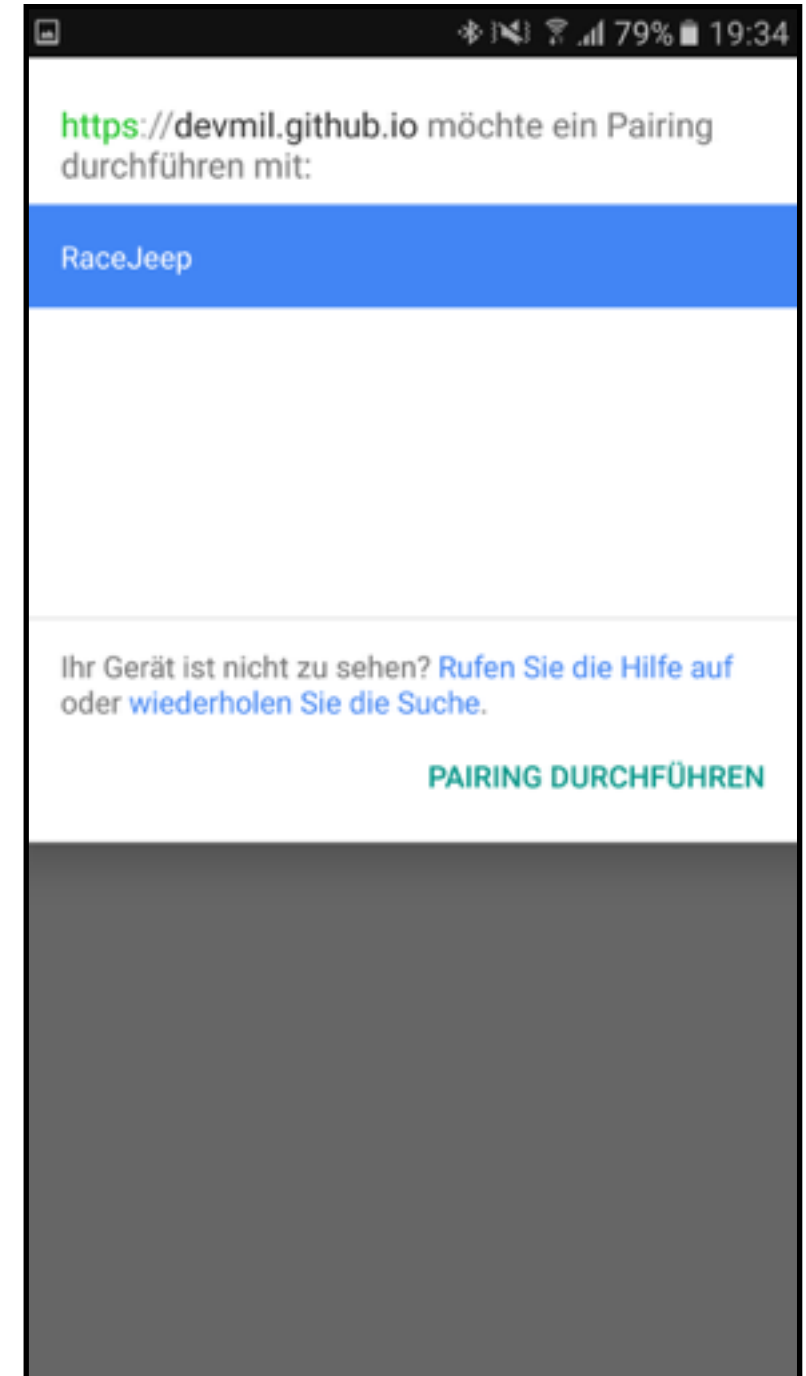 79% 19:34
https://devmil.github.io möchte ein Pairing
durchführen mit:
RaceJeep
Ihr Gerät ist nicht zu sehen? Rufen Sie die Hilfe auf
oder wiederholen Sie die Suche.
PAIRING DURCHFÜHREN